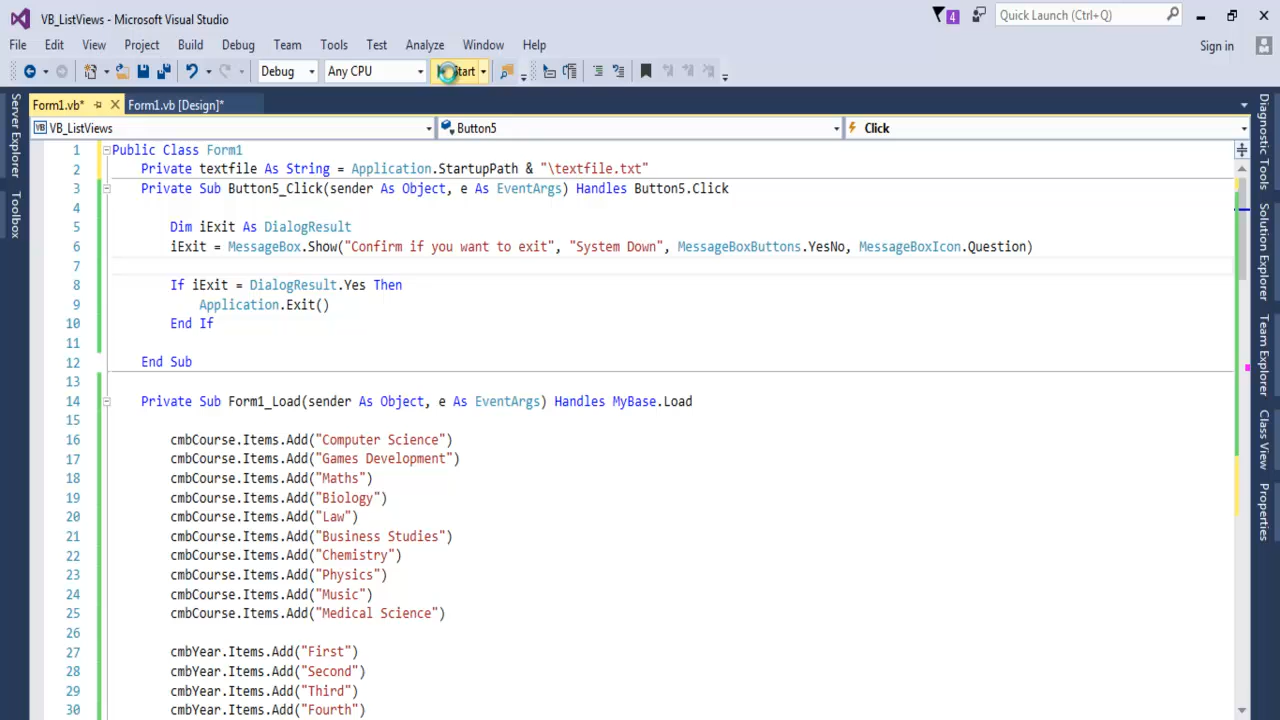 VB_ListViews - Microsoft Visual Studio
4
Quick Launch (Ctrl+Q)
File Edit View Project Build Debug Team Tools Test Analyze Window Help
Sign in
Debug Any CPU Start
Form1.vb* Form1.vb [Design]*
VB_ListViews Button5 Click
1 Public Class Form1
2 Private textfile As String = Application.StartupPath & "\textfile.txt"
3 Private Sub Button5_Click(sender As Object, e As EventArgs) Handles Button5.Click
4
5 Dim iExit As DialogResult
6 iExit = MessageBox.Show("Confirm if you want to exit", "System Down", MessageBoxButtons.YesNo, MessageBoxIcon.Question)
7
8 If iExit = DialogResult.Yes Then
9 Application.Exit()
10 End If
11
12 End Sub
13
14 Private Sub Form1_Load(sender As Object, e As EventArgs) Handles MyBase.Load
15
16 cmbCourse.Items.Add("Computer Science")
17 cmbCourse.Items.Add("Games Development")
18 cmbCourse.Items.Add("Maths")
19 cmbCourse.Items.Add("Biology")
20 cmbCourse.Items.Add("Law")
21 cmbCourse.Items.Add("Business Studies")
22 cmbCourse.Items.Add("Chemistry")
23 cmbCourse.Items.Add("Physics")
24 cmbCourse.Items.Add("Music")
25 cmbCourse.Items.Add("Medical Science")
26
27 cmbYear.Items.Add("First")
28 cmbYear.Items.Add("Second")
29 cmbYear.Items.Add("Third")
30 cmbYear.Items.Add("Fourth")
Server Explorer
Toolbox
Diagnostic Tools
Solution Explorer
Team Explorer
Class View
Properties